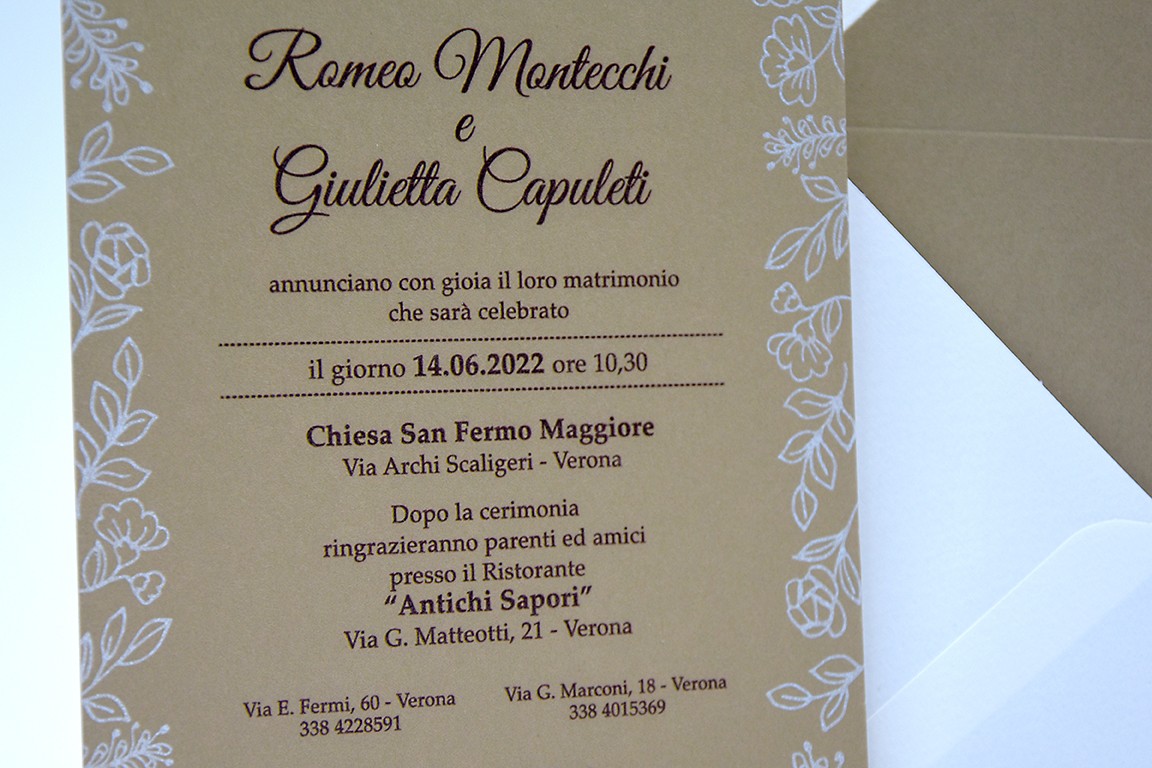 Romeo Montecchi
e
Giulietta Capuleti
annunciano con gioia il loro matrimonio
che sarà celebrato
il giorno 14.06.2022 ore 10,30
Chiesa San Fermo Maggiore
Via Archi Scaligeri - Verona
Dopo la cerimonia
ringrazieranno parenti ed amici
presso il Ristorante
“Antichi Sapori”
Via G. Matteotti, 21 - Verona
Via E. Fermi, 60 - Verona
338 4228591
Via G. Marconi, 18 - Verona
338 4015369